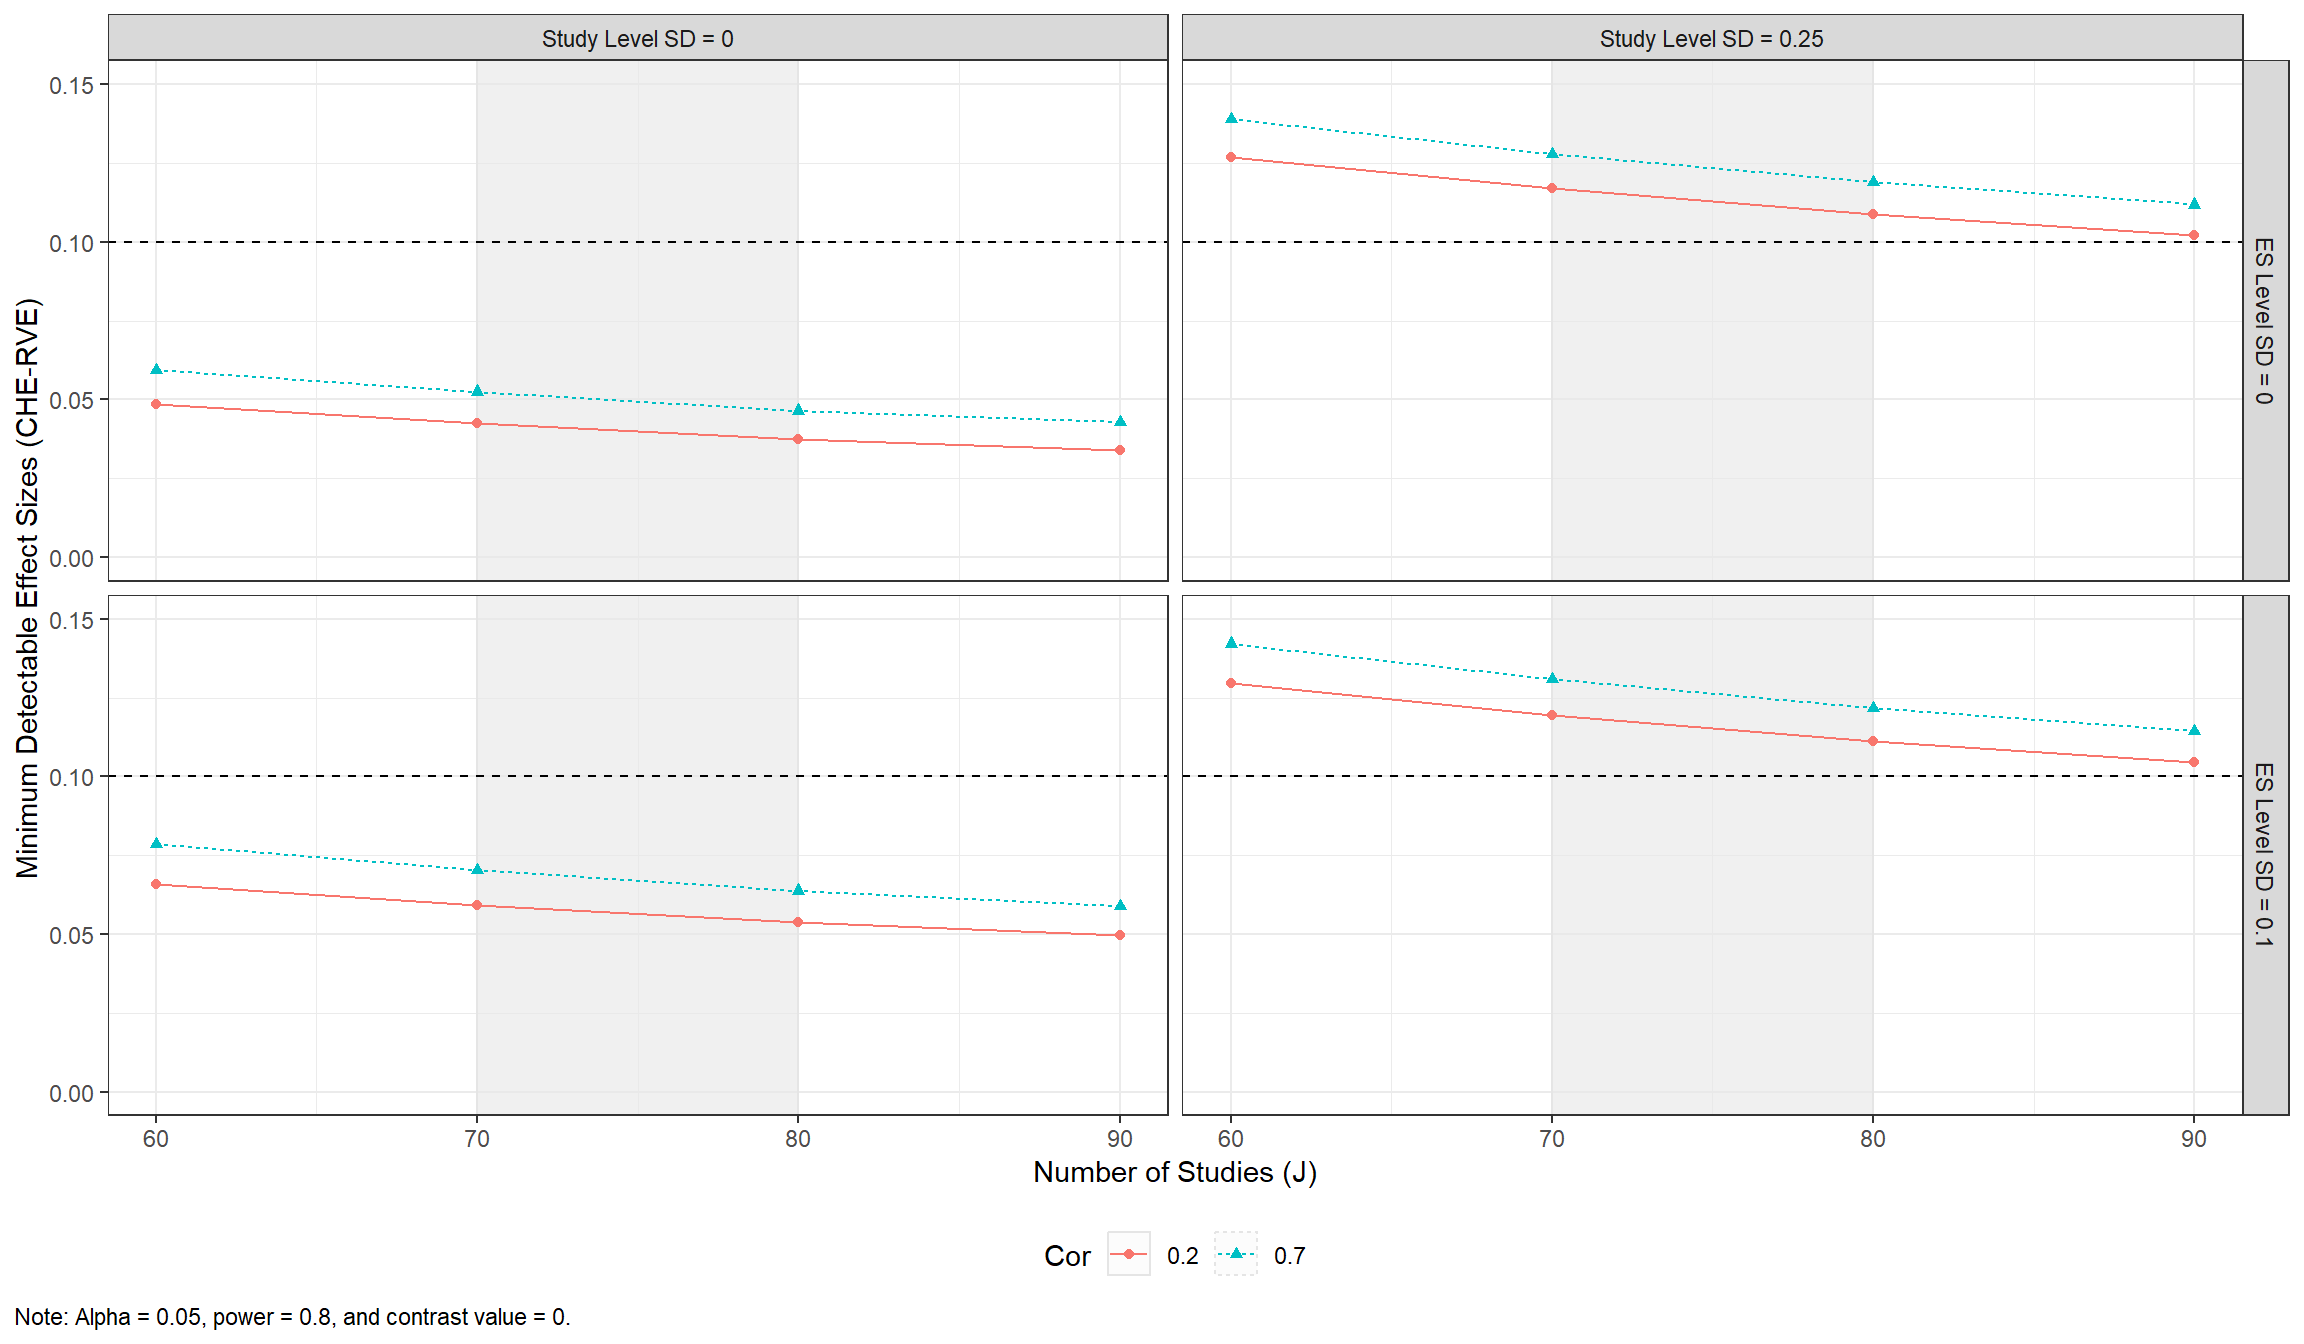 Study Level SD = 0
Study Level SD = 0.25
0.15
0.10
0.05
0.00
ES Level SD = 0
Minimum Detectable Effect Sizes (CHE-RVE)
0.15
0.10
0.05
0.00
ES Level SD = 0.1
60 70 80 90 60 70 80 90
Number of Studies (J)
Cor 0.2 0.7
Note: Alpha = 0.05, power = 0.8, and contrast value = 0.